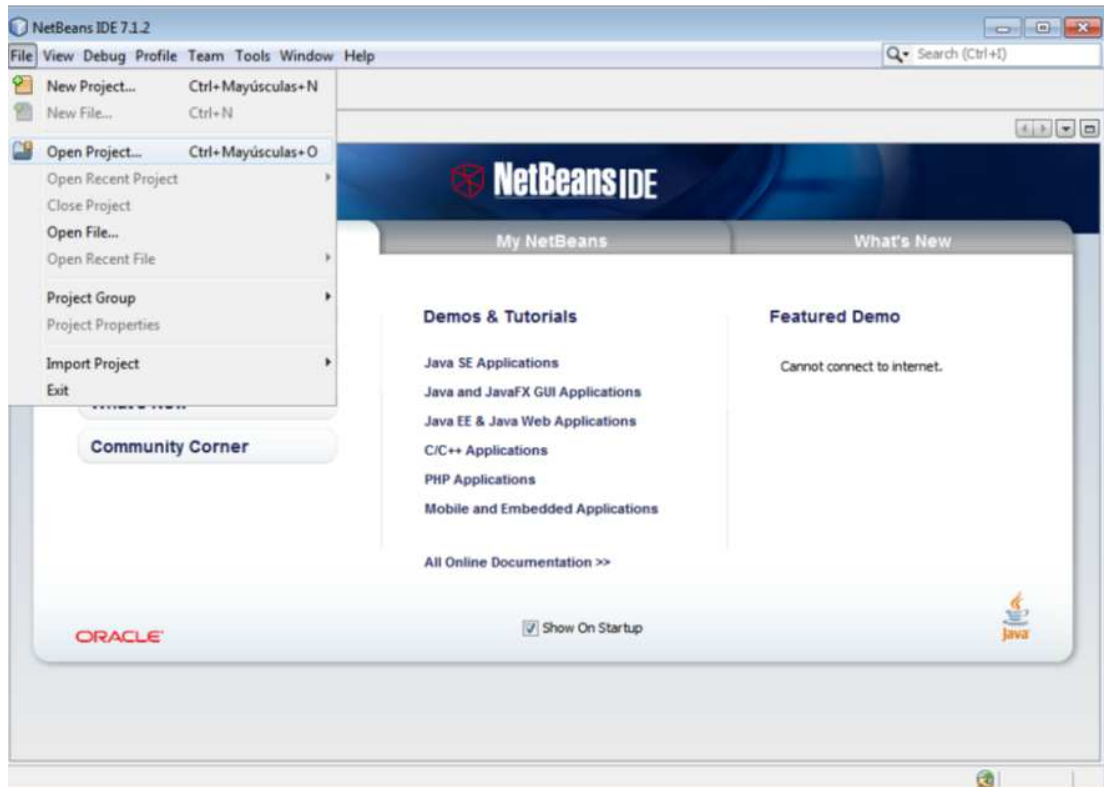 NetBeans IDE 7.1.2
File View Debug Profile Team Tools Window Help
Search (Ctrl+I)
New Project... Ctrl+Mayúsculas+N
New File... Ctrl+N
Open Project... Ctrl+Mayúsculas+O
Open Recent Project
Close Project
Open File...
Open Recent File
Project Group
Project Properties
Import Project
Exit
NetBeans IDE
My NetBeans
What's New
Community Corner
Demos & Tutorials
Java SE Applications
Java and JavaFX GUI Applications
Java EE & Java Web Applications
C/C++ Applications
PHP Applications
Mobile and Embedded Applications
All Online Documentation >>
Featured Demo
Cannot connect to internet.
ORACLE
Show On Startup
Java